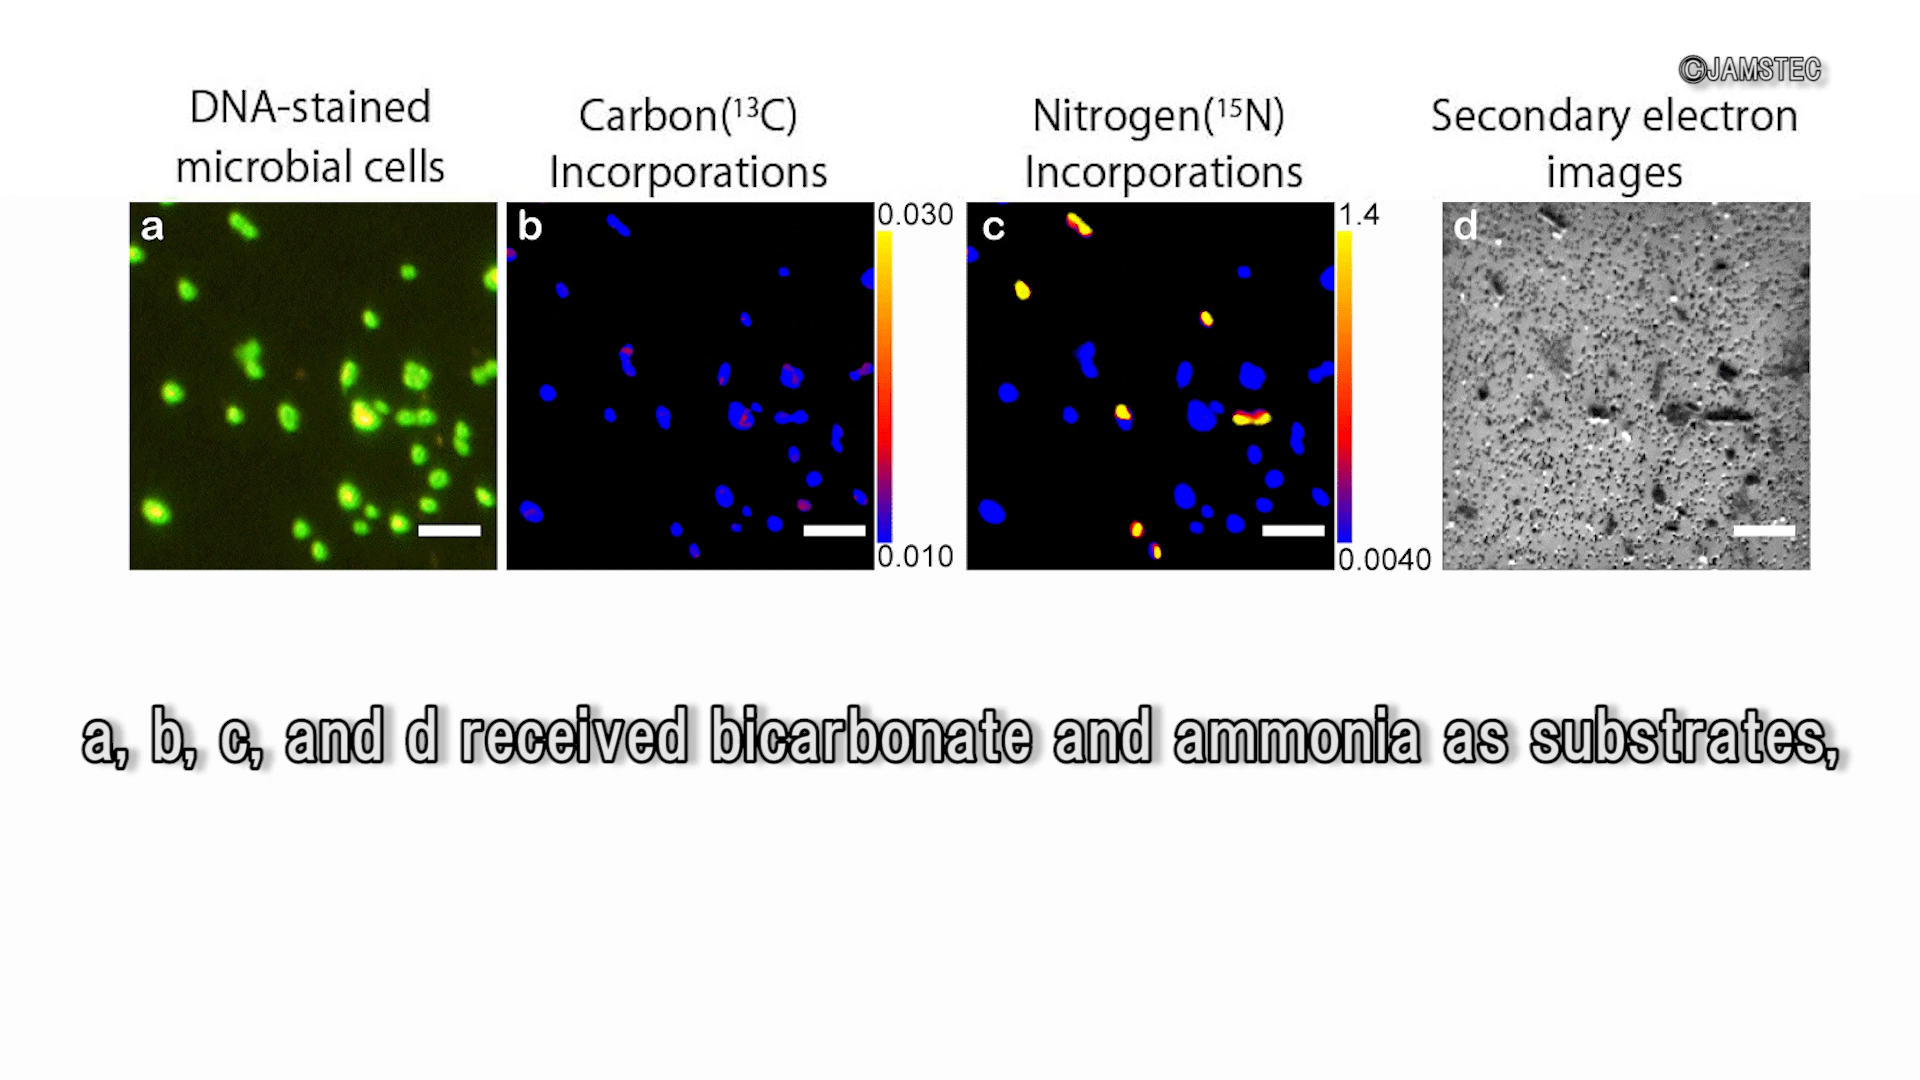 ©JAMSTEC
DNA-stained
microbial cells
Carbon(¹³C)
Incorporations
Nitrogen(¹⁵N)
Incorporations
Secondary electron
images
a
b
0.030
0.010
c
1.4
0.0040
d
a, b, c, and d received bicarbonate and ammonia as substrates,